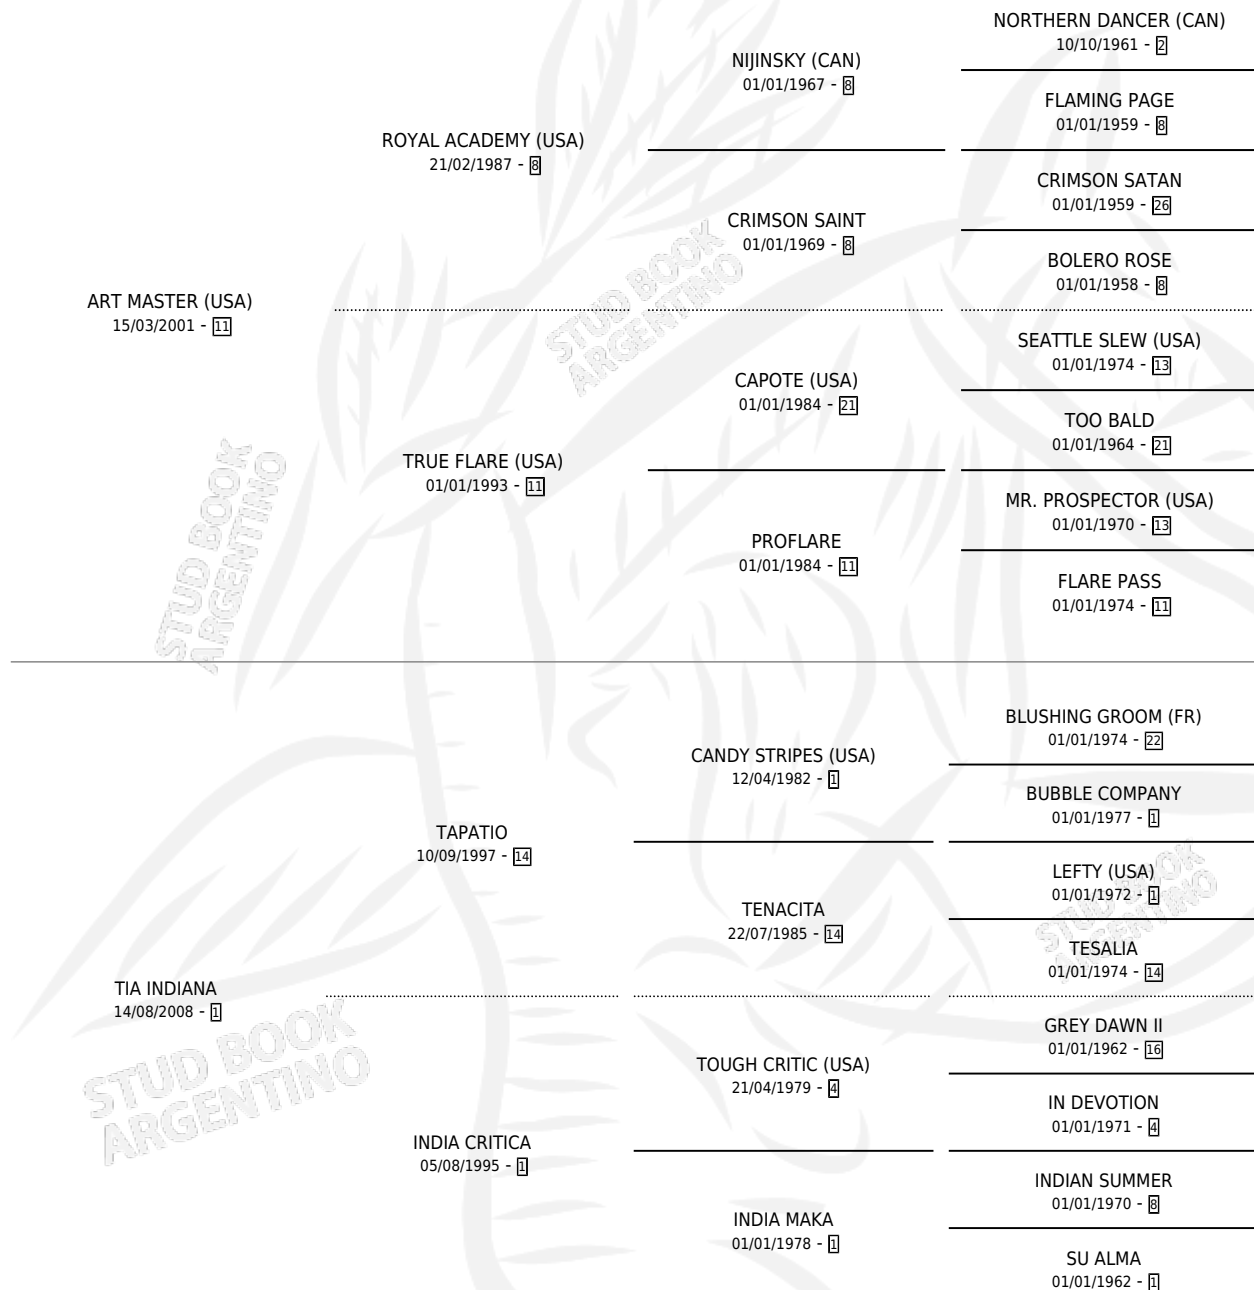 NORTHERN DANCER (CAN)
10/10/1961 - 2
NIJINSKY (CAN)
01/01/1967 - 8
FLAMING PAGE
01/01/1959 - 8
ROYAL ACADEMY (USA)
21/02/1987 - 8
CRIMSON SATAN
01/01/1959 - 26
CRIMSON SAINT
01/01/1969 - 8
BOLERO ROSE
01/01/1958 - 8
ART MASTER (USA)
15/03/2001 - 11
SEATTLE SLEW (USA)
01/01/1974 - 13
CAPOTE (USA)
01/01/1984 - 21
TOO BALD
01/01/1964 - 21
TRUE FLARE (USA)
01/01/1993 - 11
MR. PROSPECTOR (USA)
01/01/1970 - 13
PROFLARE
01/01/1984 - 11
FLARE PASS
01/01/1974 - 11
STUD BOOK
ARGENTINO
STUD BOOK
ARGENTINO
BLUSHING GROOM (FR)
01/01/1974 - 22
CANDY STRIPES (USA)
12/04/1982 - 1
BUBBLE COMPANY
01/01/1977 - 1
TAPATIO
10/09/1997 - 14
LEFTY (USA)
01/01/1972 - 1
TENACITA
22/07/1985 - 14
TESALIA
01/01/1974 - 14
TIA INDIANA
14/08/2008 - 1
GREY DAWN II
01/01/1962 - 16
TOUGH CRITIC (USA)
21/04/1979 - 4
IN DEVOTION
01/01/1971 - 4
INDIA CRITICA
05/08/1995 - 1
INDIAN SUMMER
01/01/1970 - 8
INDIA MAKA
01/01/1978 - 1
SU ALMA
01/01/1962 - 1
STUD BOOK
ARGENTINO
STUD BOOK
ARGENTINO